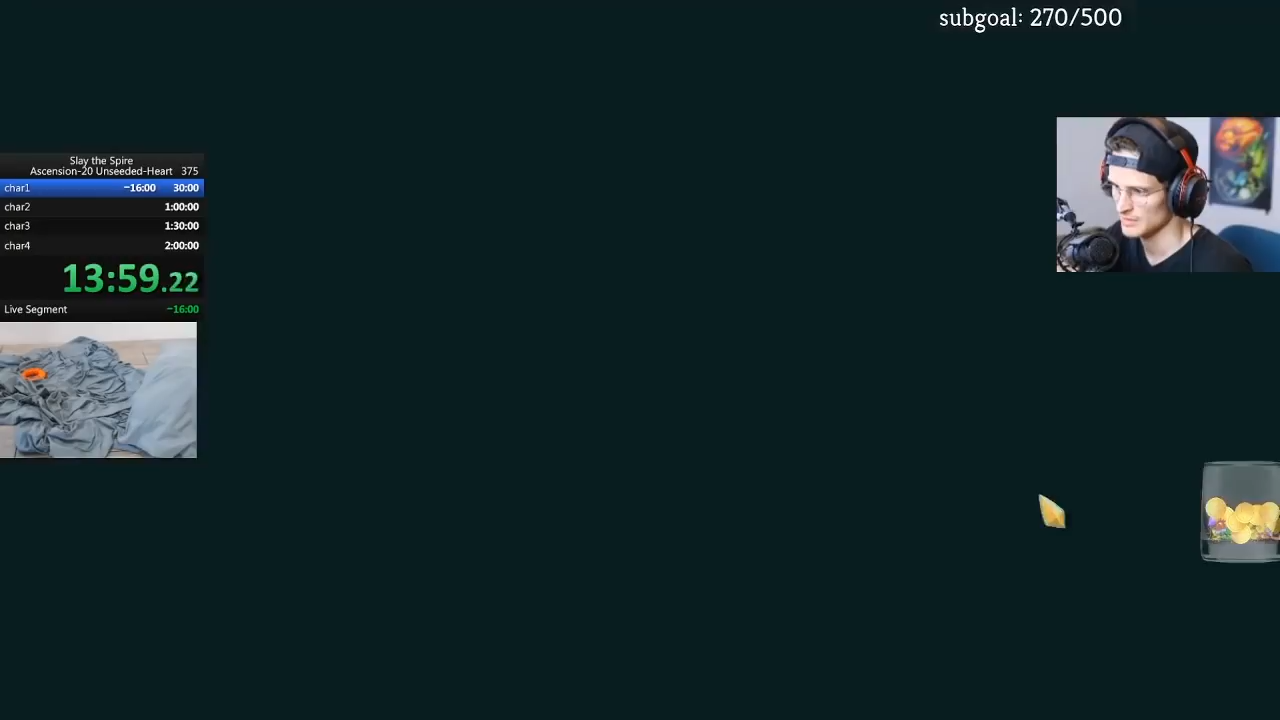 subgoal: 270/500
Slay the Spire
Ascension-20 Unseeded-Heart 375
char1 −16:00 30:00
char2 1:00:00
char3 1:30:00
char4 2:00:00
13:59.22
Live Segment −16:00